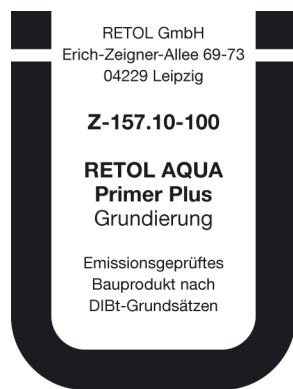 RETOL GmbH
Erich-Zeigner-Allee 69-73
04229 Leipzig
Z-157.10-100
RETOL AQUA
Primer Plus
Grundierung
Emissionsgeprüftes
Bauprodukt nach
DIBt-Grundsätzen